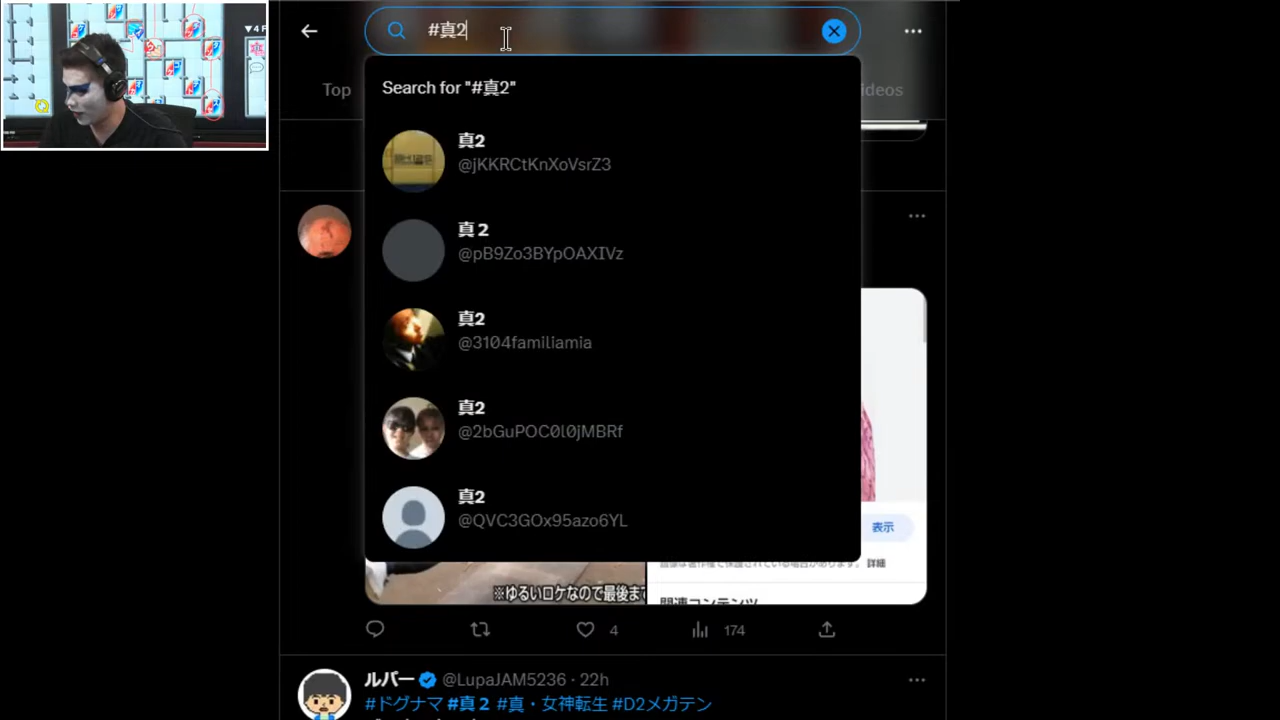 #真2
Search for "#真2"
Top
ideos
真2
@jKKRCtKnXoVsrZ3
真２
@pB9Zo3BYpOAXIVz
真2
@3104familiamia
真2
@2bGuPOC0l0jMBRf
真2
@QVC3GOx95azo6YL
表示
詳細
※ゆるいロケなので最後ま
関連コンテンツ
4
174
ルパー @LupaJAM5236 · 22h
#ドグナマ #真２ #真・女神転生 #D2メガテン